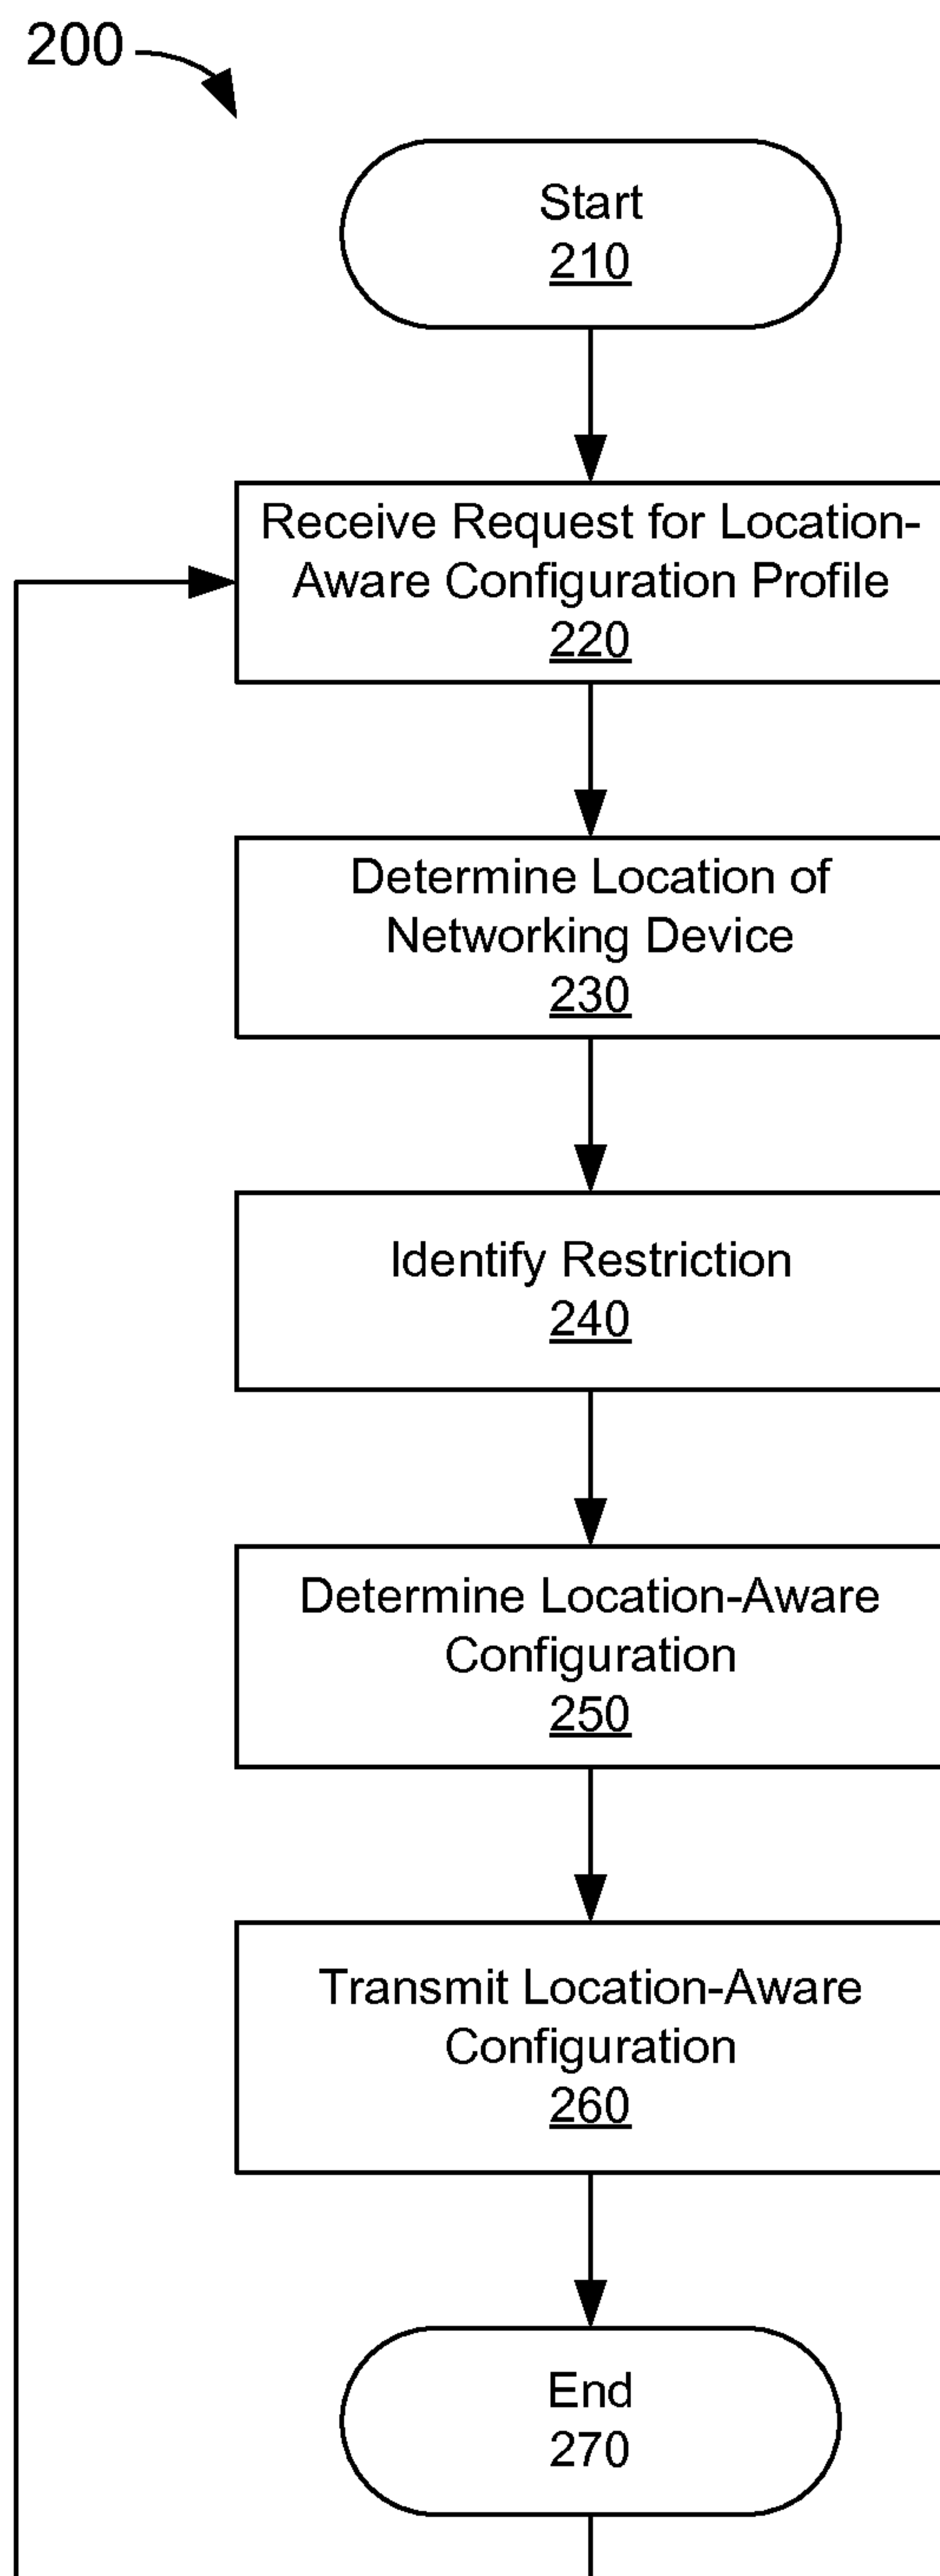 200
Start
210
Receive Request for Location-
Aware Configuration Profile
220
Determine Location of
Networking Device
230
Identify Restriction
240
Determine Location-Aware
Configuration
250
Transmit Location-Aware
Configuration
260
End
270